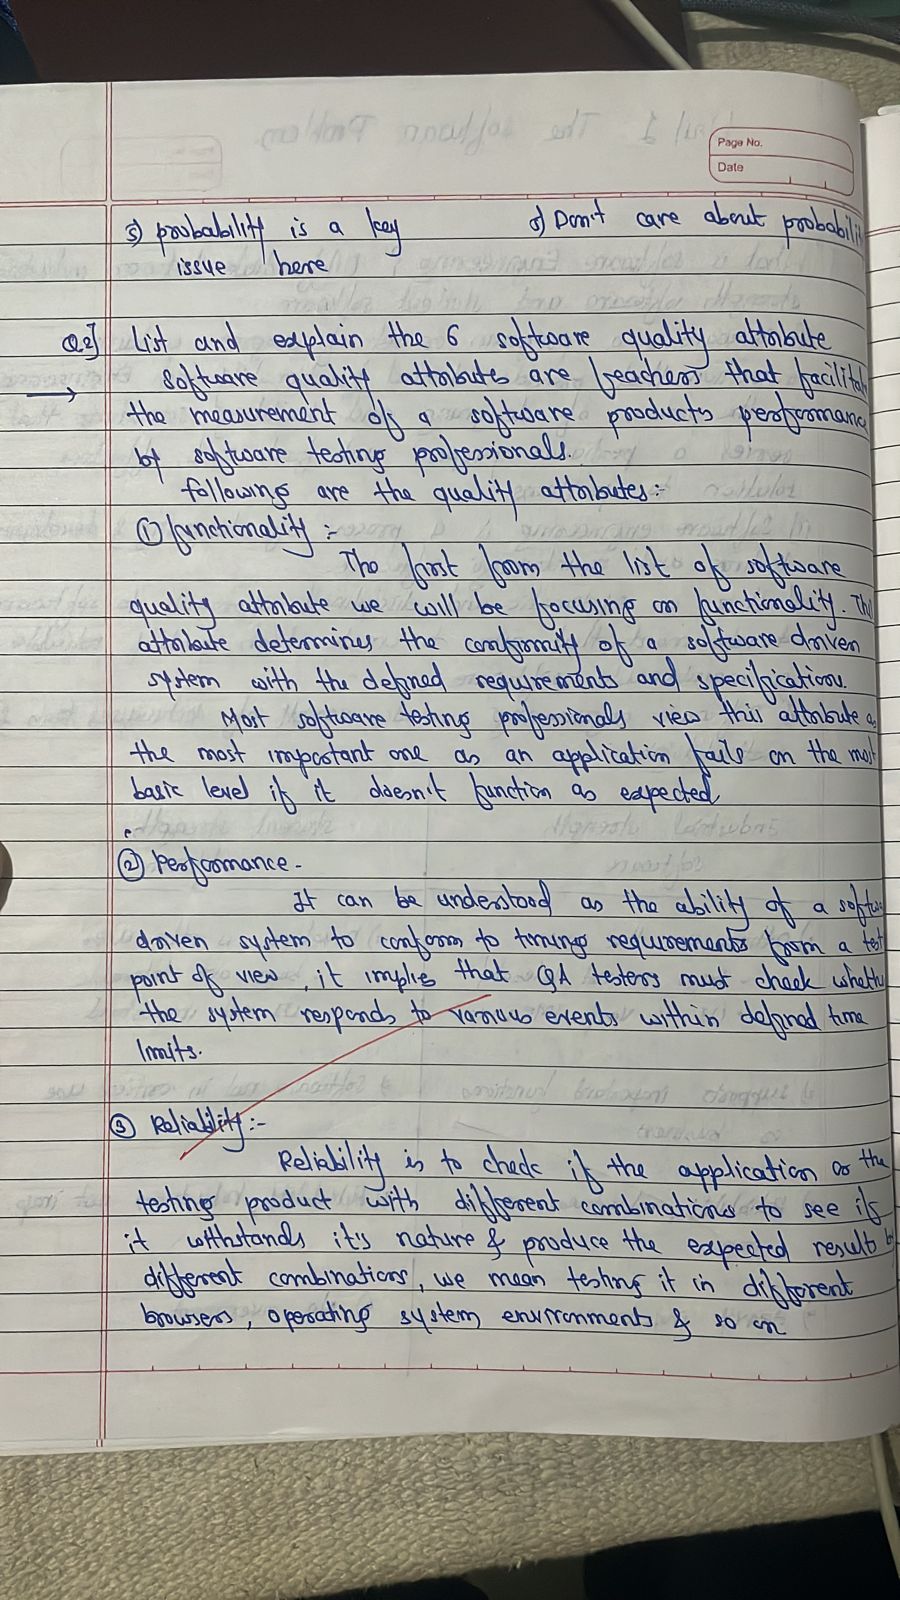 Page No.
Date
5) probability is a key
issue here
5) Don't care about probabili
Q.2] List and explain the 6 software quality attribute
→ software quality attributes are feachers that facilita
the measurement of a software products performance
by software testing professionals.
following are the quality attributes:-
① functionality :-
The first from the list of software
quality attribute we will be focusing on functionality. Th
attribute determines the conformity of a software driven
system with the defined requirements and specification.
Most software testing professionals view this attribute as
the most important one as an application fails on the most
basic level if it doesn't function as expected
② Performance -
It can be understood as the ability of a softw
driven system to conform to timing requirements from a test
point of view, it implies that QA testers must check wheth
the system responds to various events within defined time
limits.
③ Reliability :-
Reliability is to check if the application or the
testing product with different combinations to see if
it withstands it's nature & produce the expected result by
different combinations, we mean testing it in different
browsers, operating system environments & so on